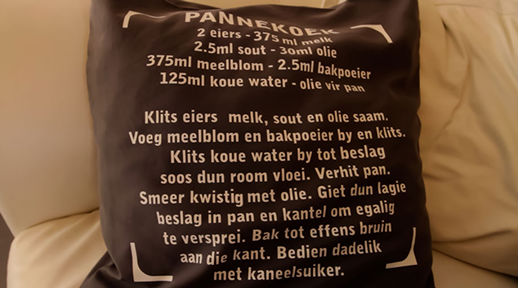 PANNEKOEK
2 eiers - 375 ml melk
2.5ml sout - 30ml olie
375ml meelblom - 2.5ml bakpoeier
125ml koue water - olie vir pan
Klits eiers melk, sout en olie saam.
Voeg meelblom en bakpoeier by en klits.
Klits koue water by tot beslag
soos dun room vloei. Verhit pan.
Smeer kwistig met olie. Giet dun lagie
beslag in pan en kantel om egalig
te versprei. Bak tot effens bruin
aan die kant. Bedien dadelik
met kaneelsuiker.